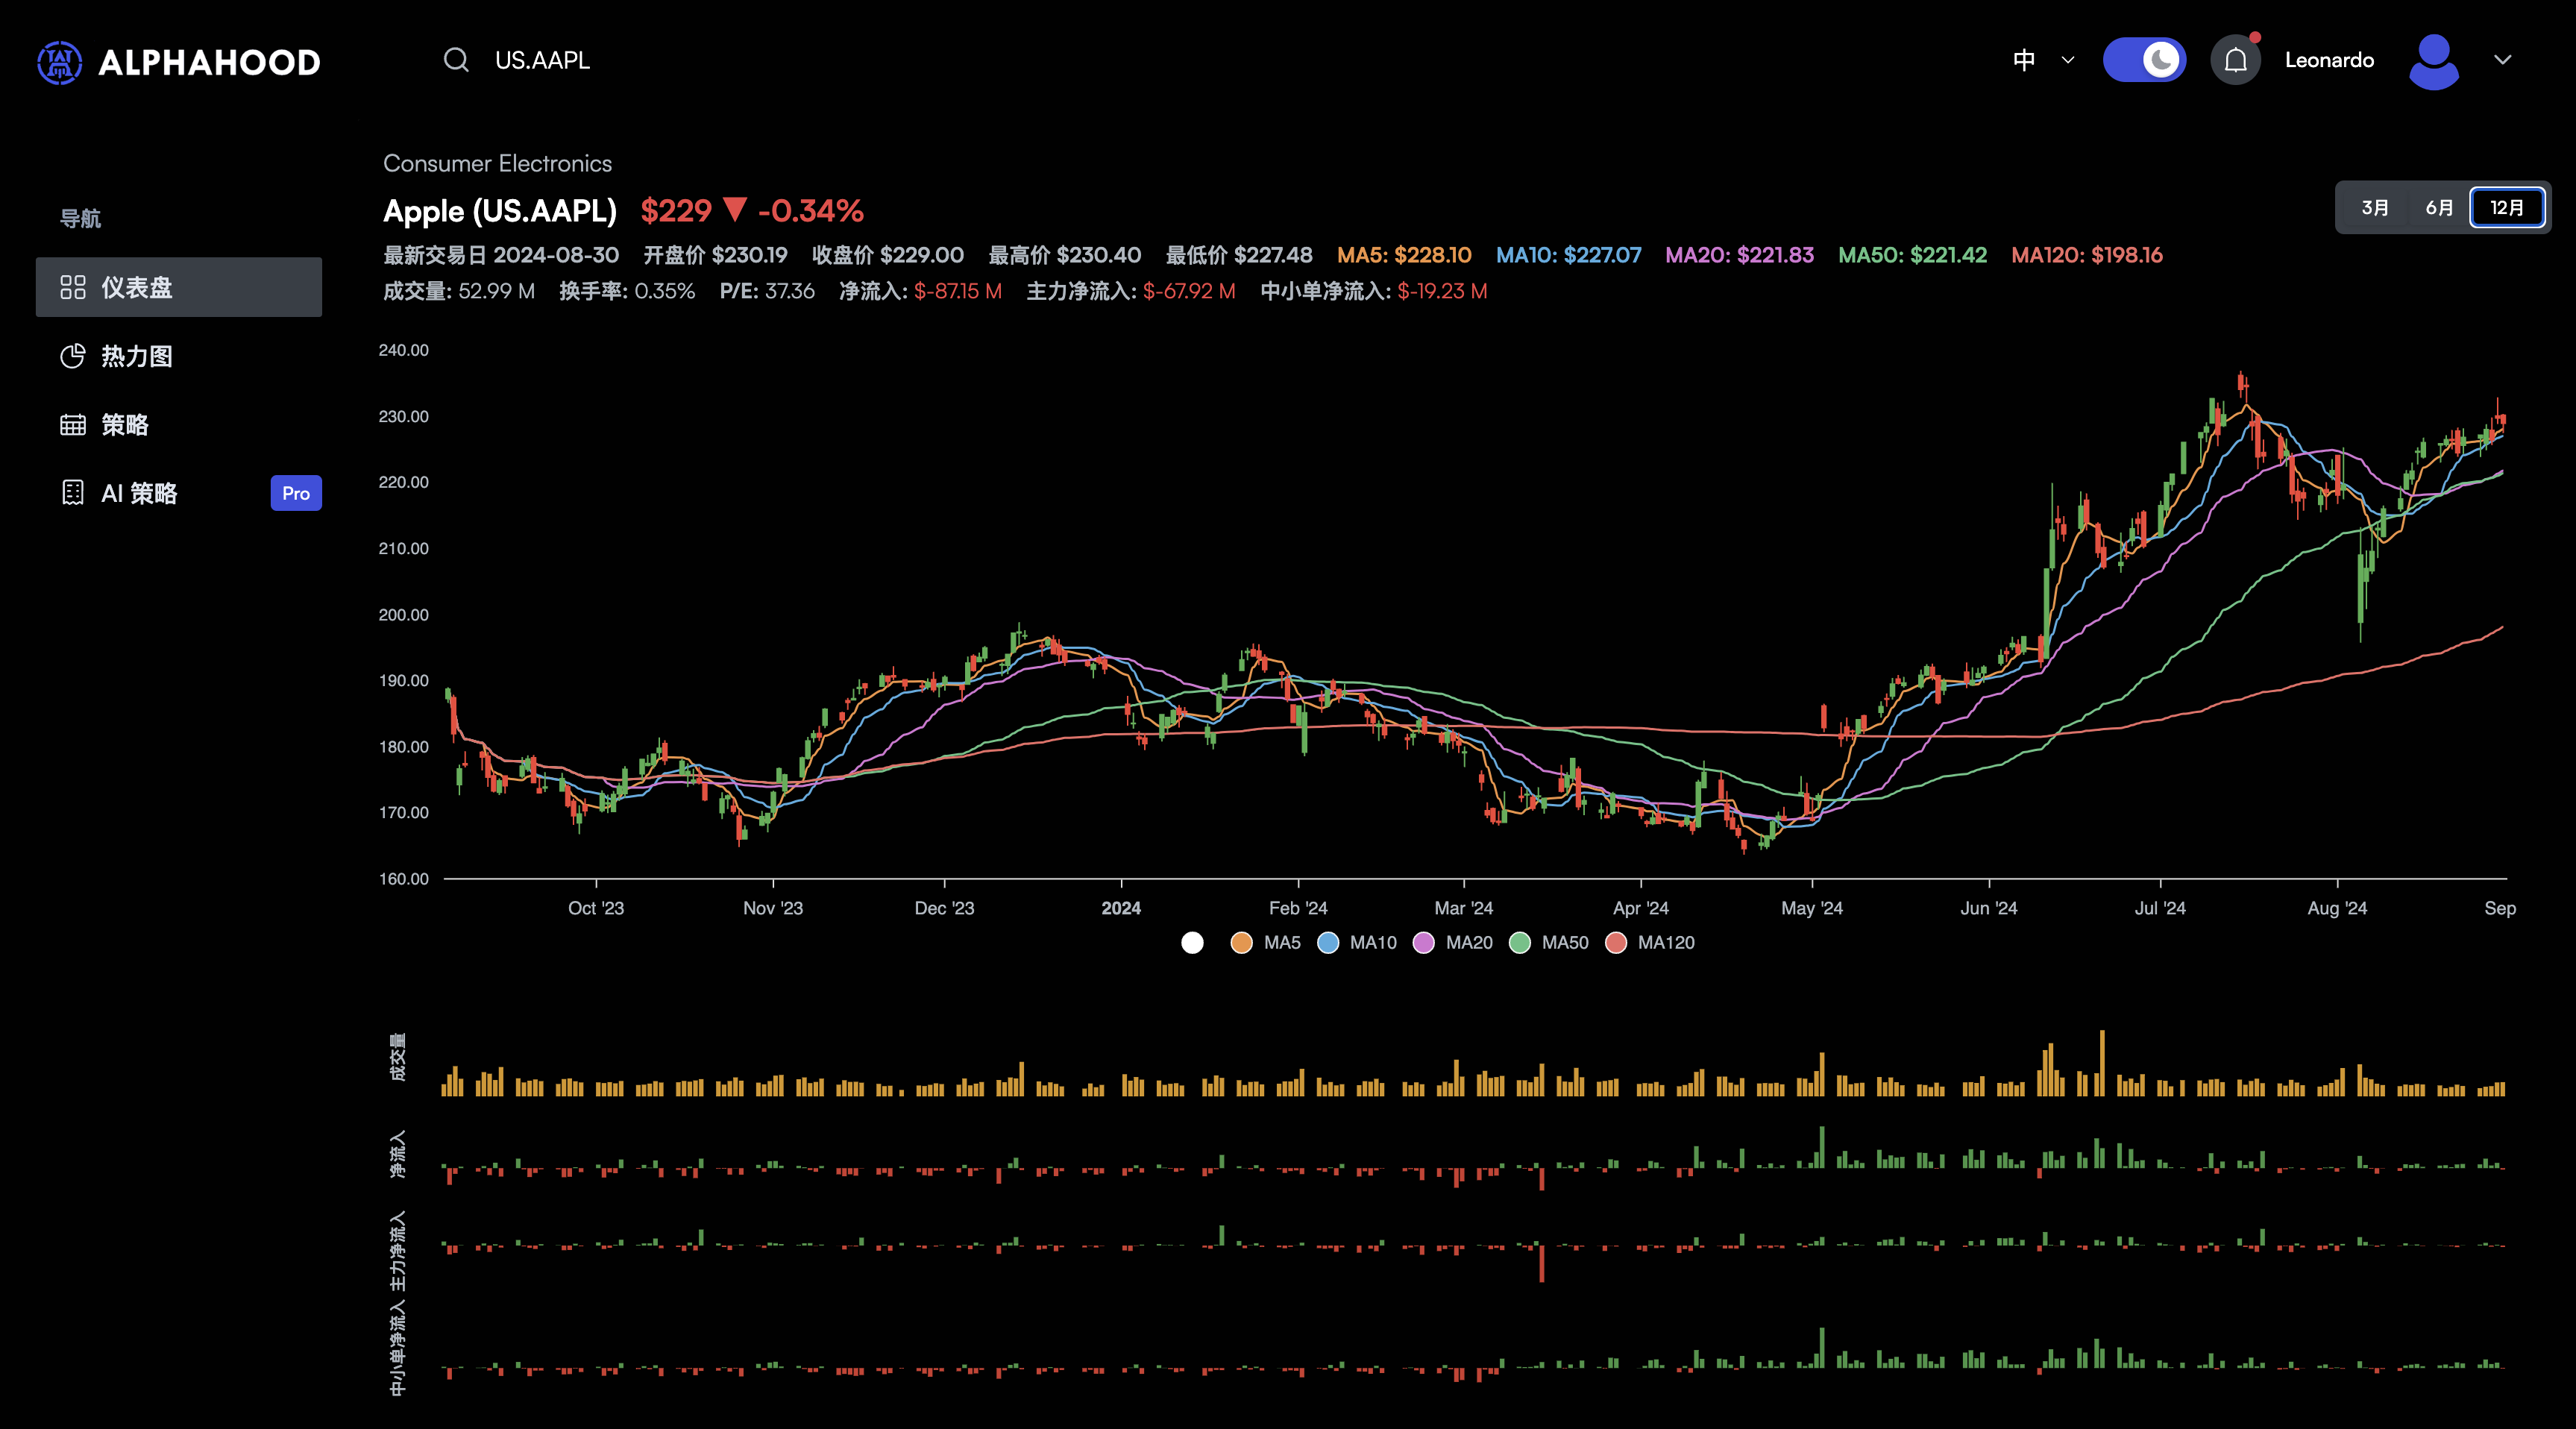 ALPHAHOOD
US.AAPL
中
Leonardo
导航
仪表盘
热力图
策略
AI 策略 Pro
Consumer Electronics
Apple (US.AAPL) $229 ▼ -0.34%
3月 6月 12月
最新交易日 2024-08-30 开盘价 $230.19 收盘价 $229.00 最高价 $230.40 最低价 $227.48 MA5: $228.10 MA10: $227.07 MA20: $221.83 MA50: $221.42 MA120: $198.16
成交量: 52.99 M 换手率: 0.35% P/E: 37.36 净流入: $-87.15 M 主力净流入: $-67.92 M 中小单净流入: $-19.23 M
240.00
230.00
220.00
210.00
200.00
190.00
180.00
170.00
160.00
Oct '23 Nov '23 Dec '23 2024 Feb '24 Mar '24 Apr '24 May '24 Jun '24 Jul '24 Aug '24 Sep
MA5 MA10 MA20 MA50 MA120
成交量
净流入
主力净流入
中小单净流入